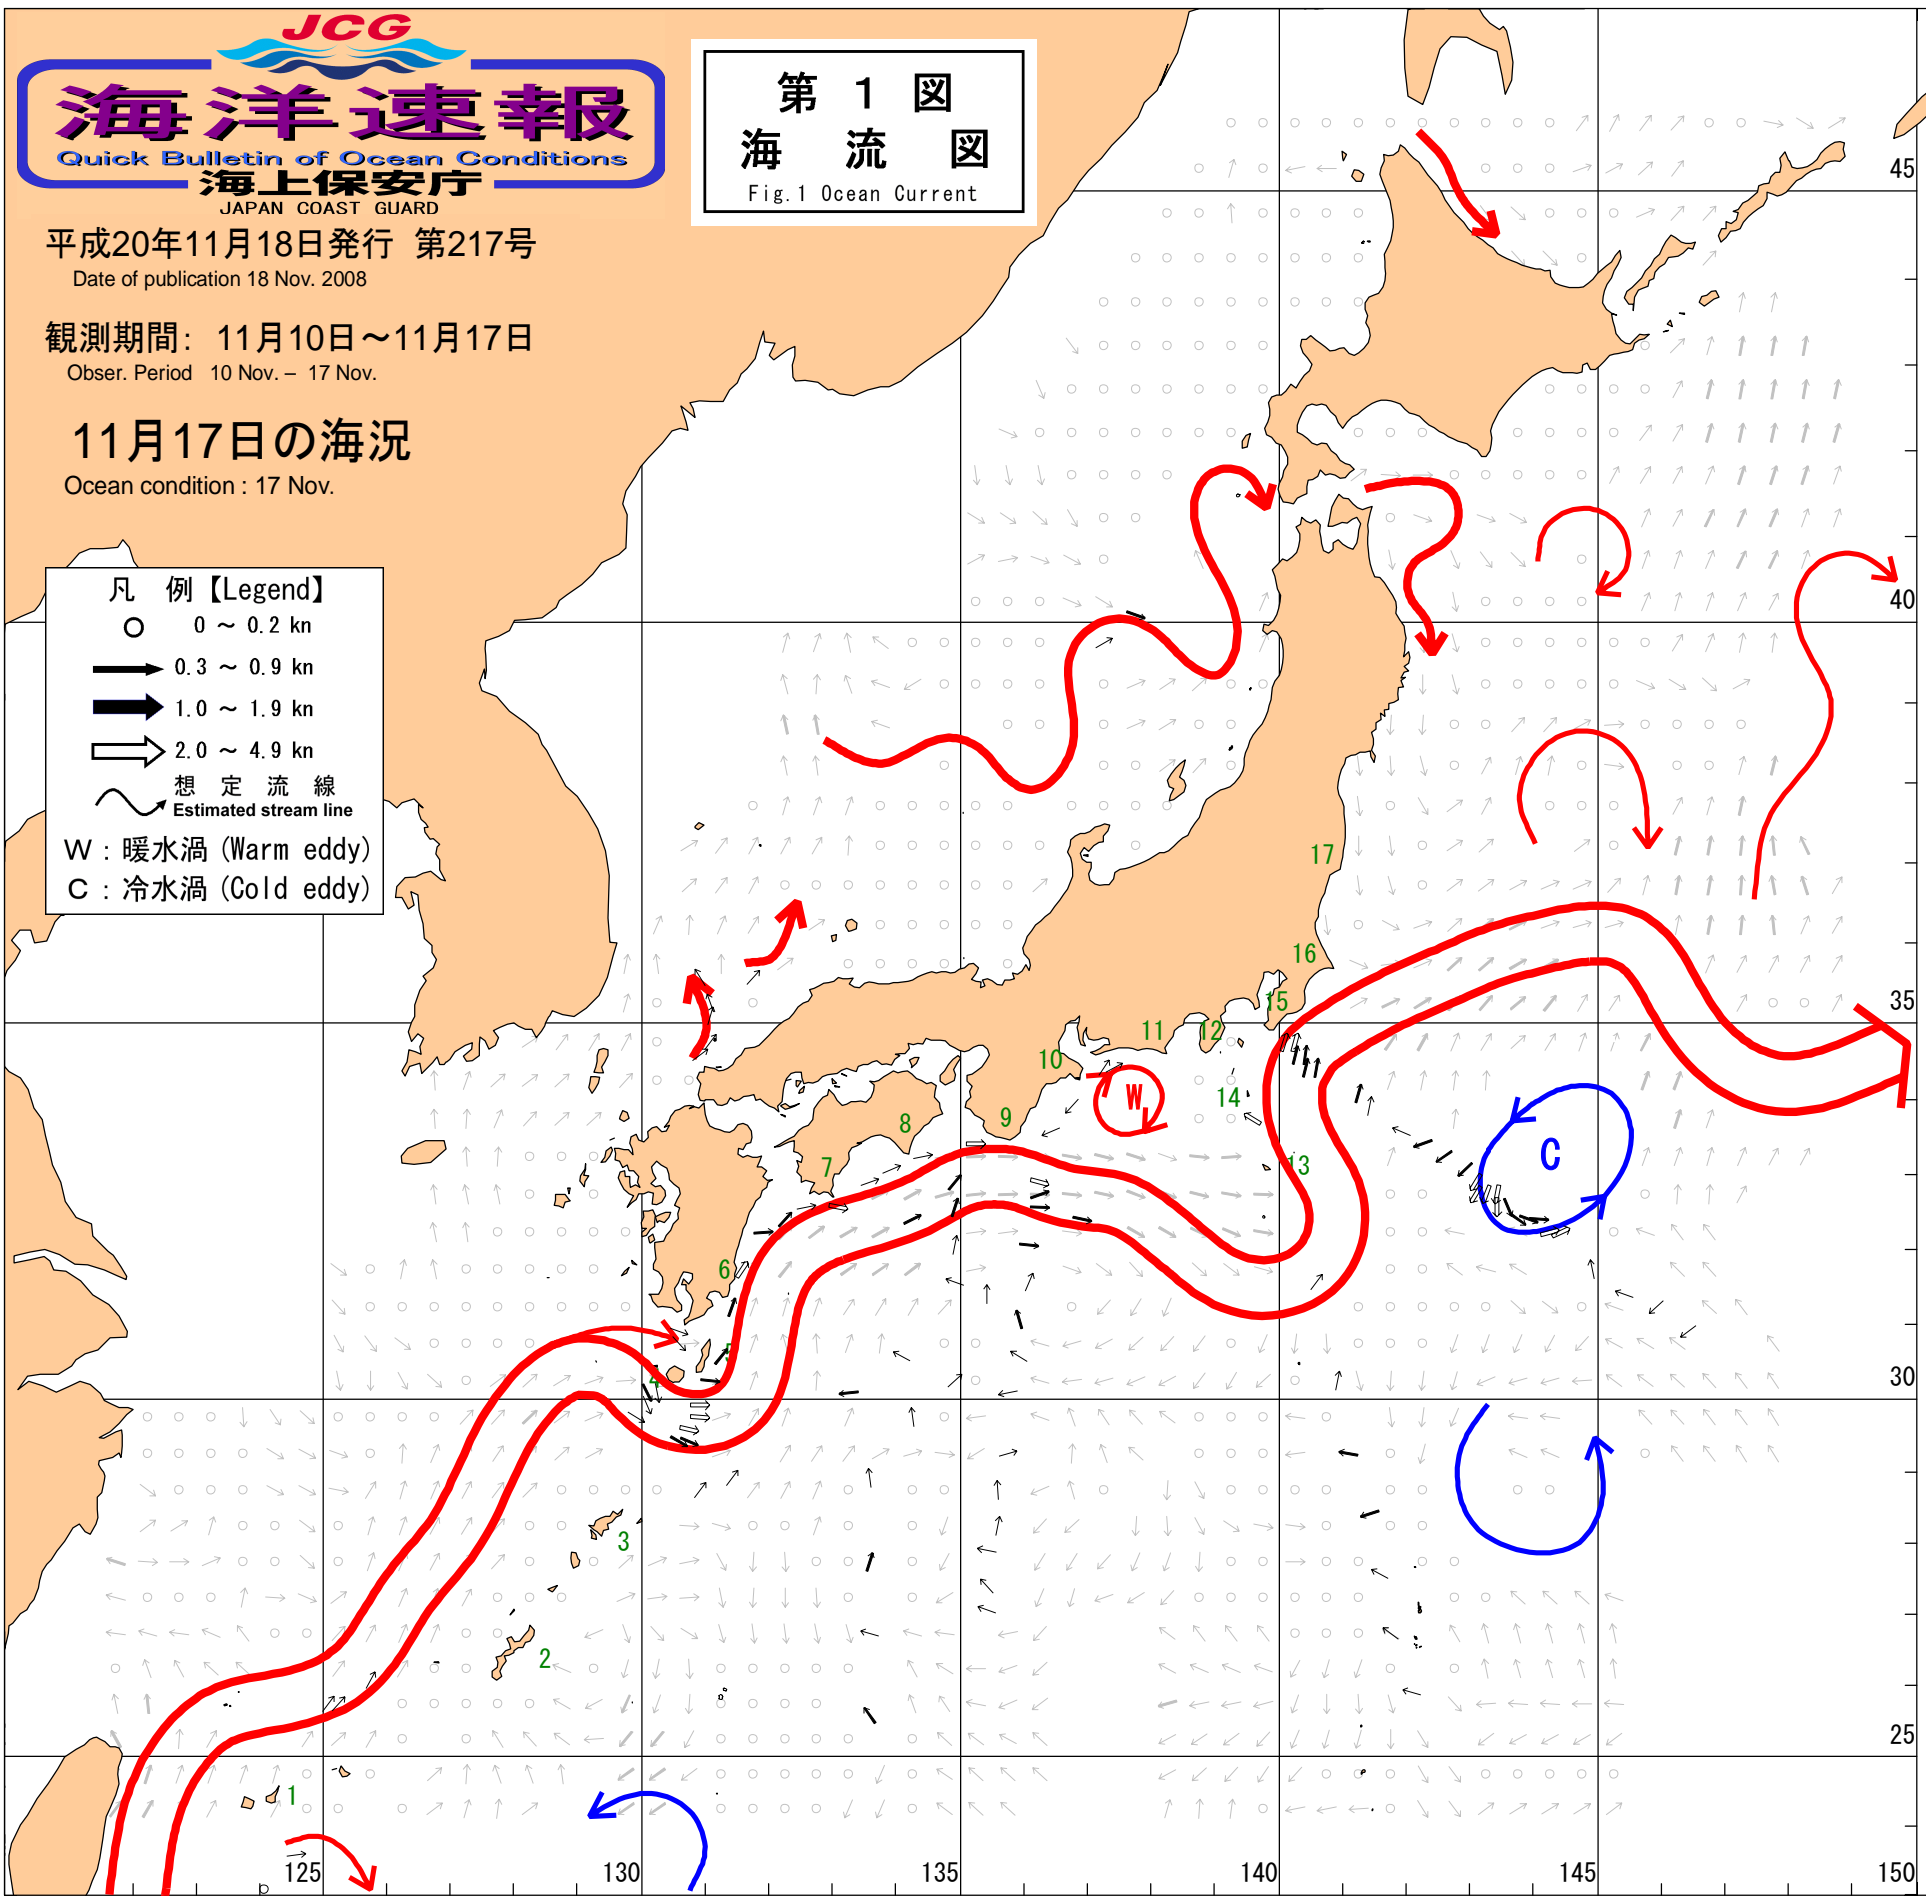 JCG
海洋速報
Quick Bulletin of Ocean Conditions
海上保安庁
JAPAN COAST GUARD
平成20年11月18日発行 第217号
Date of publication 18 Nov. 2008
観測期間: 11月10日～11月17日
Obser. Period 10 Nov. – 17 Nov.
11月17日の海況
Ocean condition : 17 Nov.
第 1 図
海 流 図
Fig.1 Ocean Current
凡 例【Legend】
0 ～ 0.2 kn
0.3 ～ 0.9 kn
1.0 ～ 1.9 kn
2.0 ～ 4.9 kn
想 定 流 線
Estimated stream line
W : 暖水渦 (Warm eddy)
C : 冷水渦 (Cold eddy)
45
40
17
16
15
35
12
11
10
W
14
9
8
7
13
C
6
5
4
30
3
2
25
1
125
130
135
140
145
150